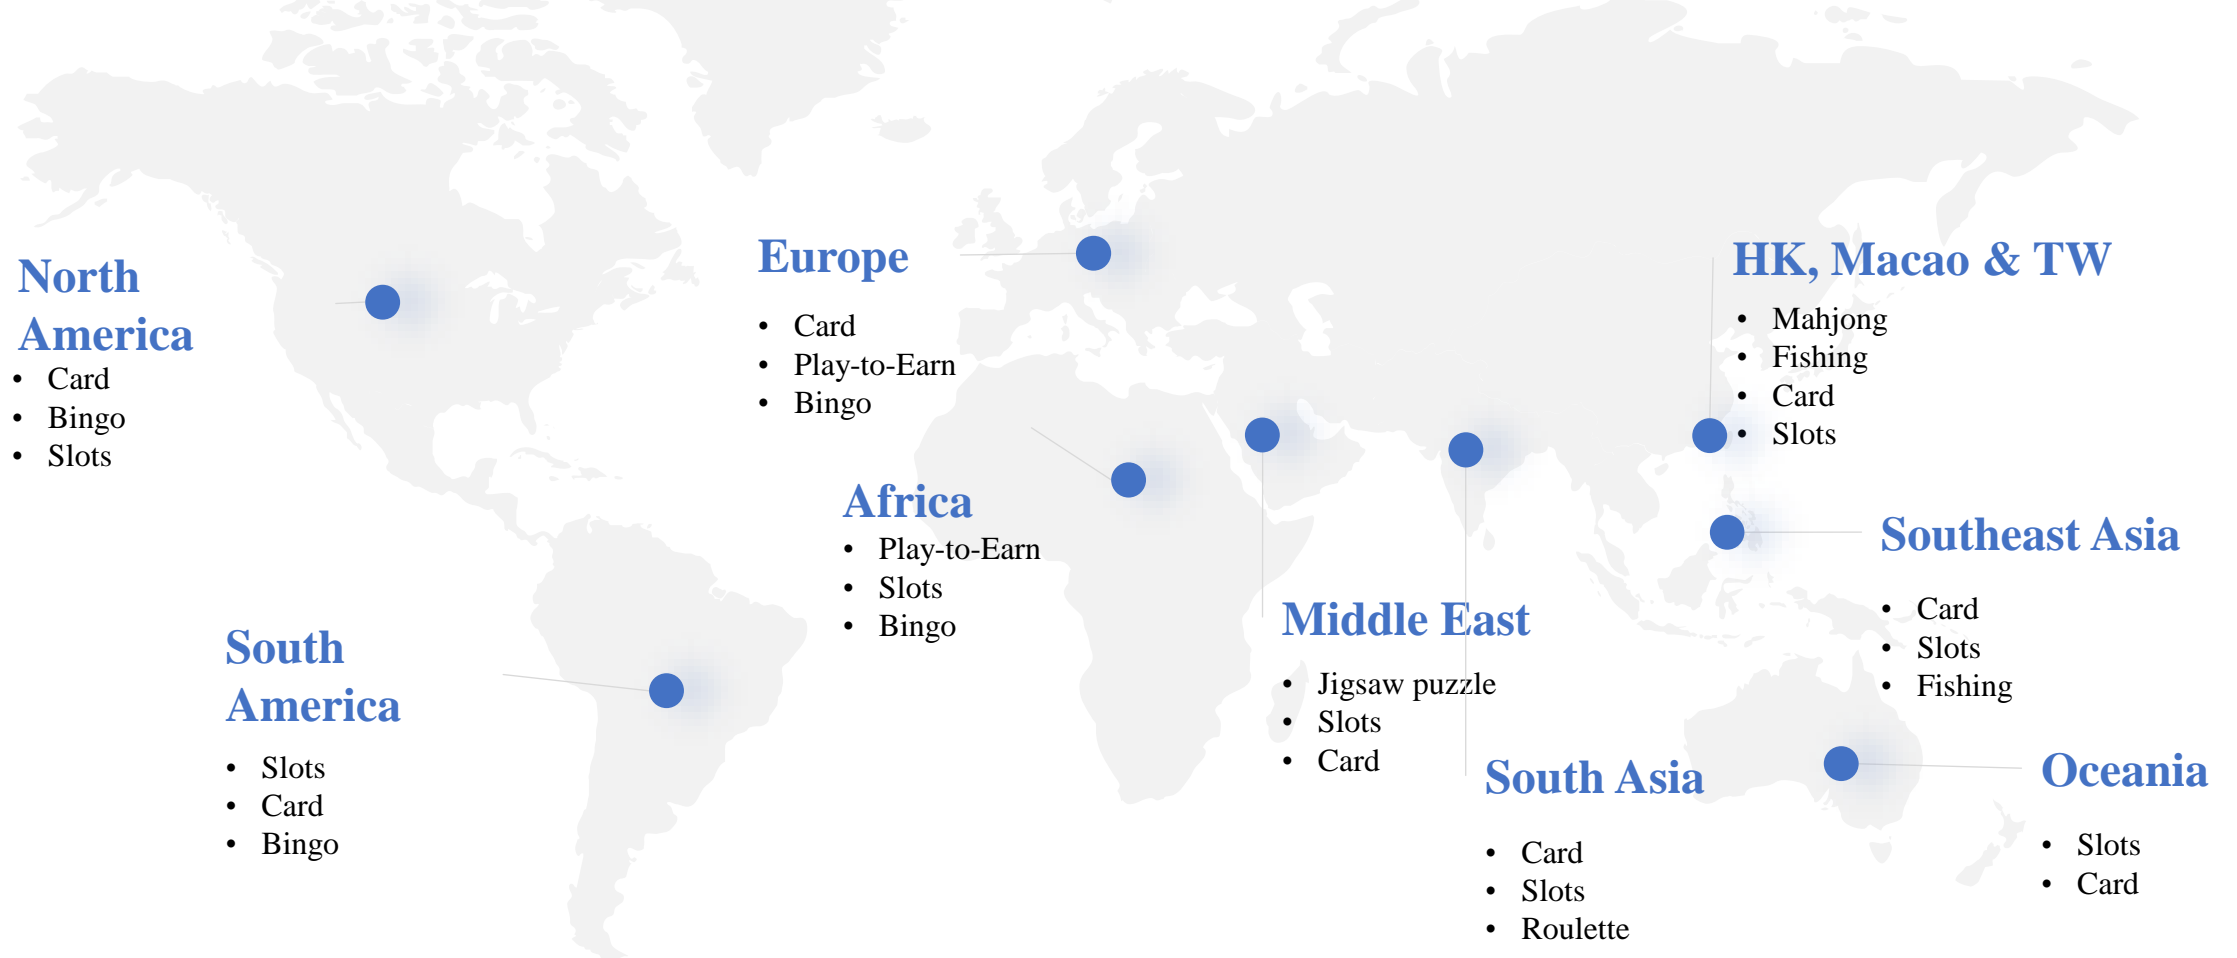 North
America
• Card
• Bingo
• Slots
South
America
• Slots
• Card
• Bingo
Europe
• Card
• Play-to-Earn
• Bingo
Africa
• Play-to-Earn
• Slots
• Bingo
Middle East
• Jigsaw puzzle
• Slots
• Card
South Asia
• Card
• Slots
• Roulette
HK, Macao & TW
• Mahjong
• Fishing
• Card
• Slots
Southeast Asia
• Card
• Slots
• Fishing
Oceania
• Slots
• Card